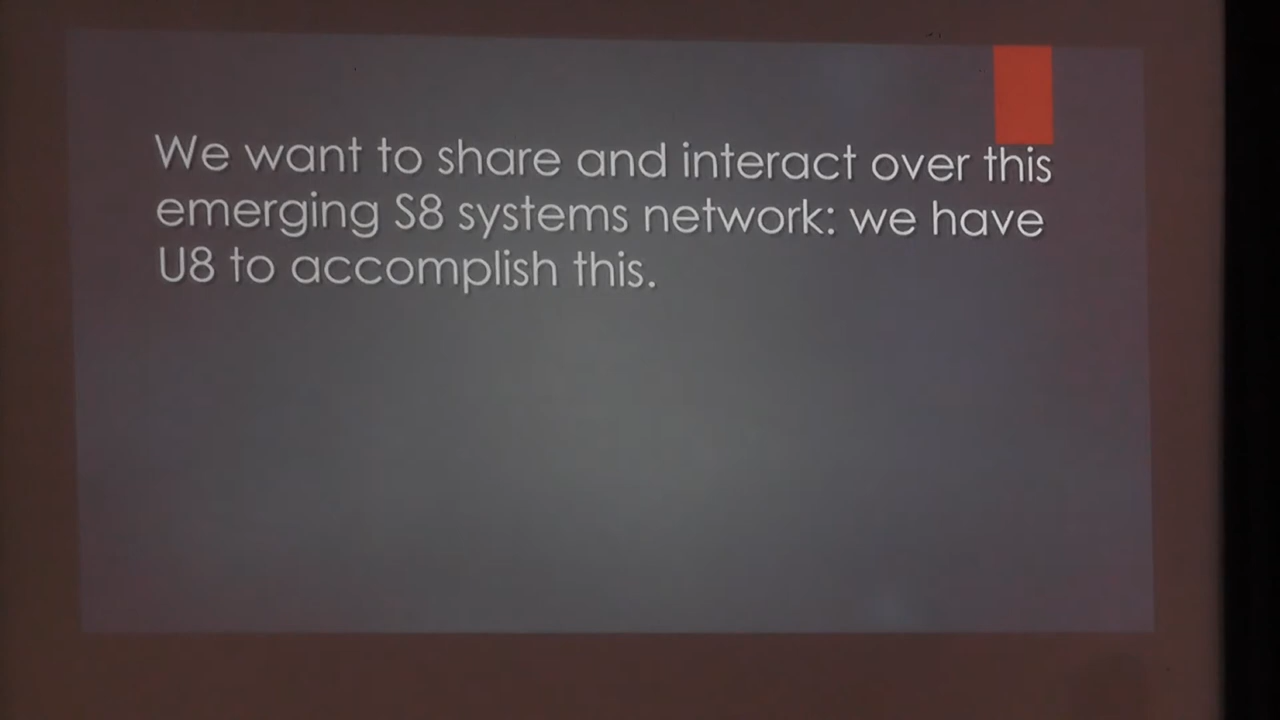 We want to share and interact over this
emerging S8 systems network: we have
U8 to accomplish this.